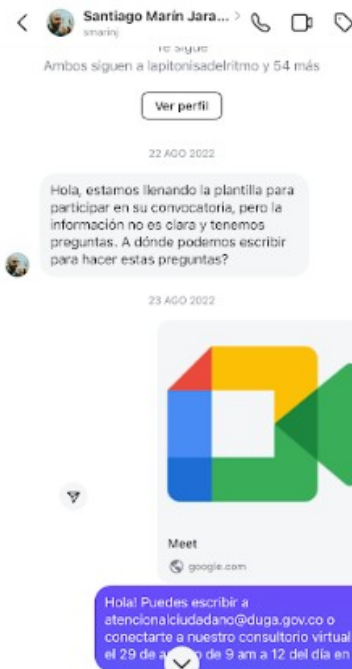 Santiago Marín Jara...
smarinj
Te sigue
Ambos siguen a lapitonisadelritmo y 54 más
Ver perfil
22 AGO 2022
Hola, estamos llenando la plantilla para
participar en su convocatoria, pero la
información no es clara y tenemos
preguntas. A dónde podemos escribir
para hacer estas preguntas?
23 AGO 2022
Meet
google.com
Hola! Puedes escribir a
atencionalciudadano@duga.gov.co o
conectarte a nuestro consultorio virtual
el 29 de de 9 am a 12 del día en